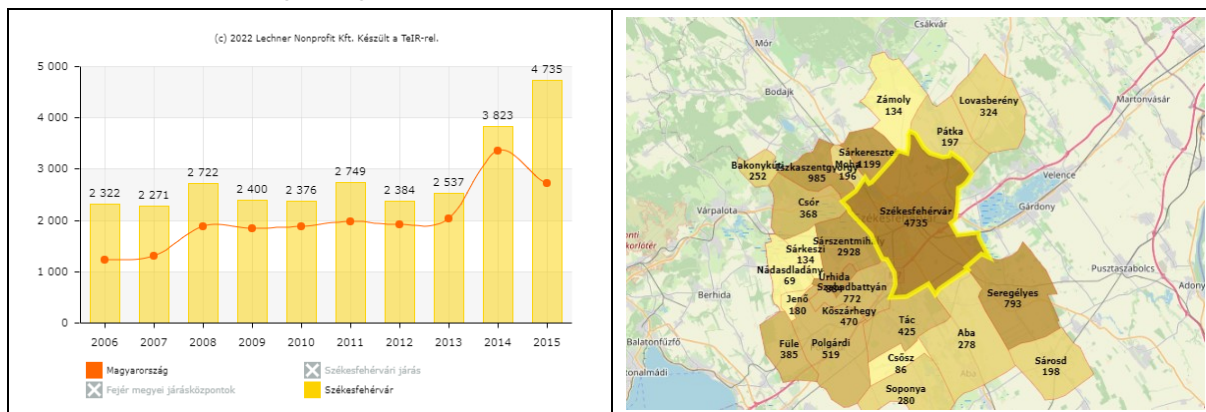 (c) 2022 Lechner Nonprofit Kft. Készült a TeIR-rel.
5 000
4 000
3 000
2 000
1 000
0
2 322
2 271
2 722
2 400
2 376
2 749
2 384
2 537
3 823
4 735
2006 2007 2008 2009 2010 2011 2012 2013 2014 2015
Magyarország
Székesfehérvári járás
Fejér megyei járásközpontok
Székesfehérvár
Csákvár
Mór
Bodajk
Zámoly
134
Lovasberény
324
Martonvásár
Pátka
197
Sárkereszte
1199
Moha
196
Bakonykúti
252
Iszkaszentgyörgy
985
Velence
Csór
368
Székesfehérvár
4735
Gárdony
Várpalota
Sárszentmihály
2928
Sárkeszi
134
Nádasdladány
69
Pusztaszabolcs
Adony
Berhida
Úrhida
Szabadbattyán
772
Seregélyes
793
Jenő
180
Kőszárhegy
470
Tác
425
Aba
278
Balatonfűzfő
Füle
385
Polgárdi
519
Csősz
86
Sárosd
198
Aba
Soponya
280